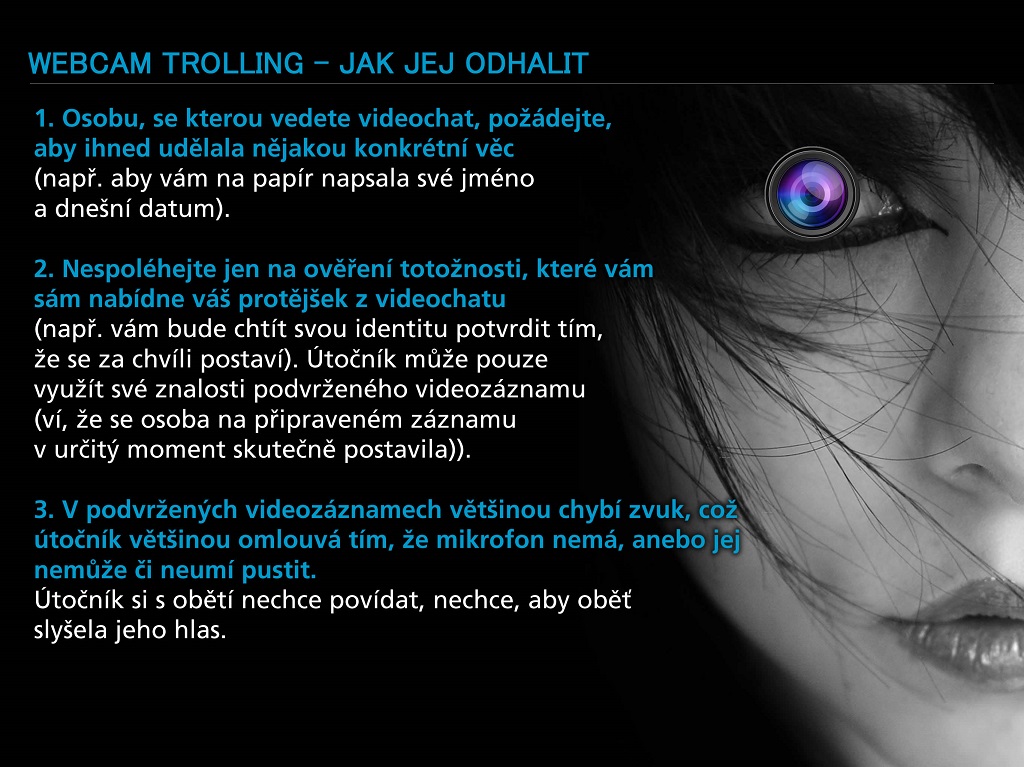 WEBCAM TROLLING – JAK JEJ ODHALIT
1. Osobu, se kterou vedete videochat, požádejte,
aby ihned udělala nějakou konkrétní věc
(např. aby vám na papír napsala své jméno
a dnešní datum).
2. Nespoléhejte jen na ověření totožnosti, které vám
sám nabídne váš protějšek z videochatu
(např. vám bude chtít svou identitu potvrdit tím,
že se za chvíli postaví). Útočník může pouze
využít své znalosti podvrženého videozáznamu
(ví, že se osoba na připraveném záznamu
v určitý moment skutečně postavila)).
3. V podvržených videozáznamech většinou chybí zvuk, což
útočník většinou omlouvá tím, že mikrofon nemá, anebo jej
nemůže či neumí pustit.
Útočník si s obětí nechce povídat, nechce, aby oběť
slyšela jeho hlas.